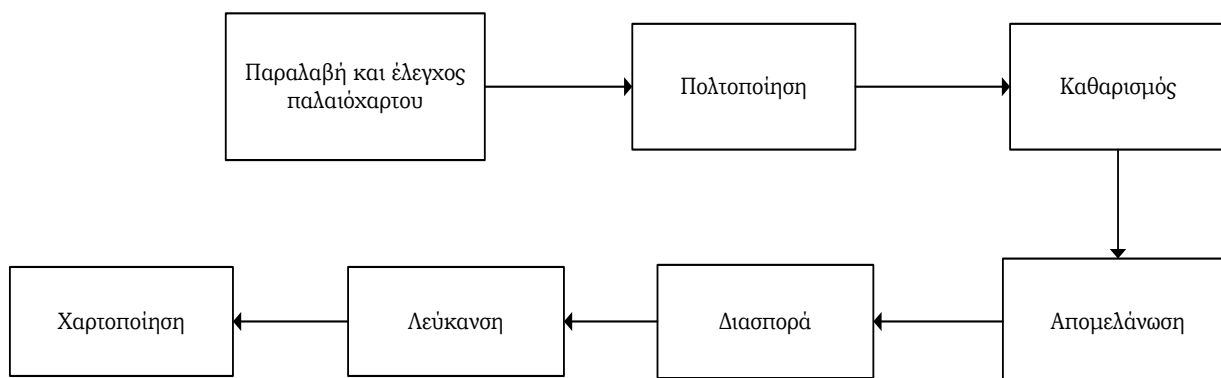 Παραλαβή και έλεγχος
παλαιόχαρτου
Πολτοποίηση
Καθαρισμός
Απομελάνωση
Διασπορά
Λεύκανση
Χαρτοποίηση